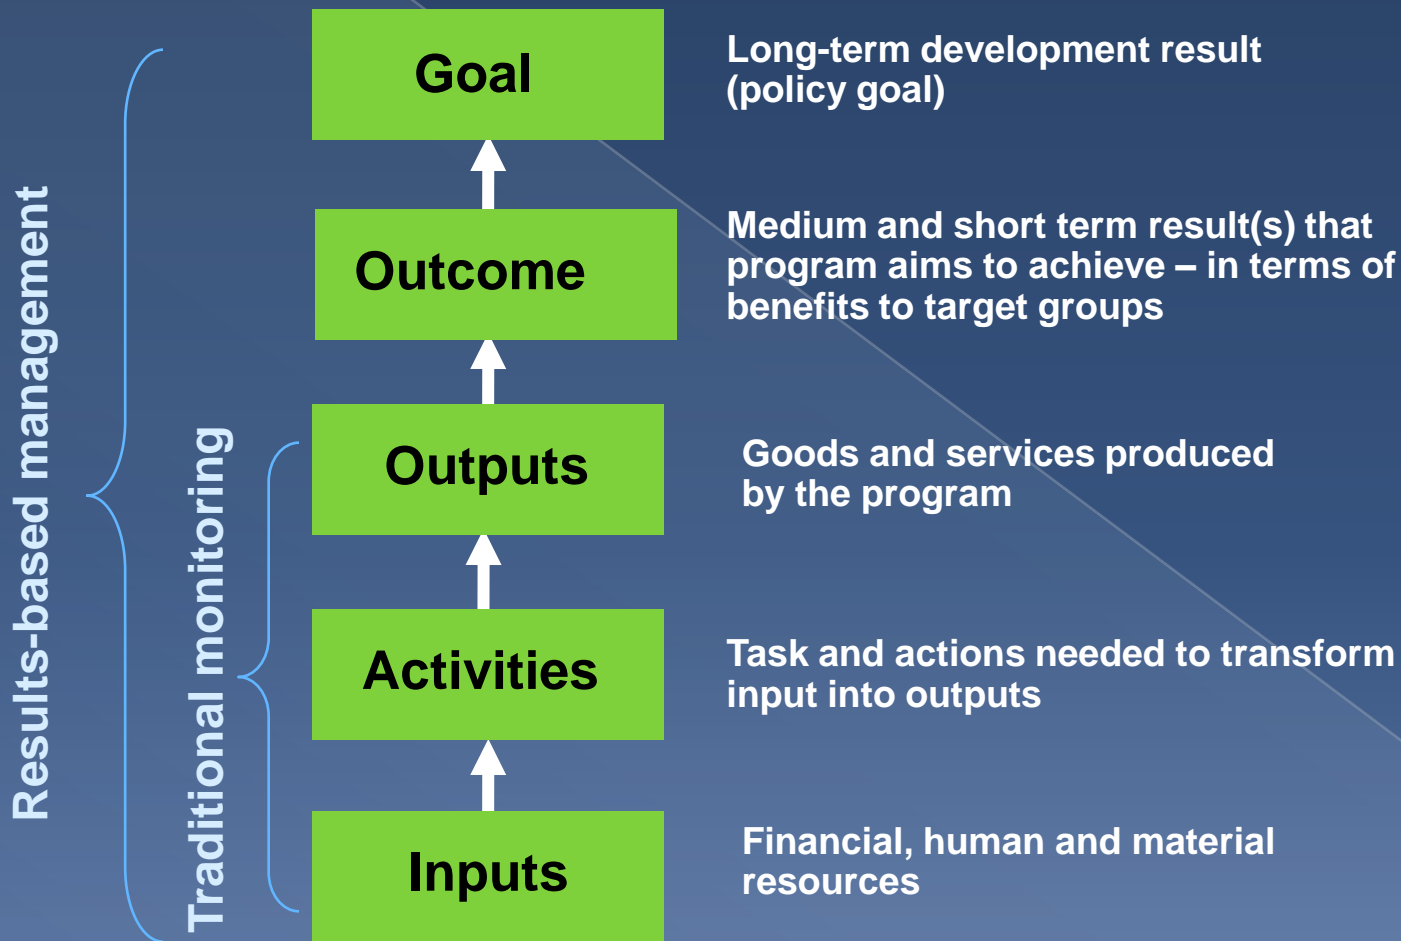 Goal
Long-term development result
(policy goal)
Outcome
Medium and short term result(s) that
program aims to achieve – in terms of
benefits to target groups
Outputs
Goods and services produced
by the program
Activities
Task and actions needed to transform
input into outputs
Inputs
Financial, human and material
resources
Results-based management
Traditional monitoring